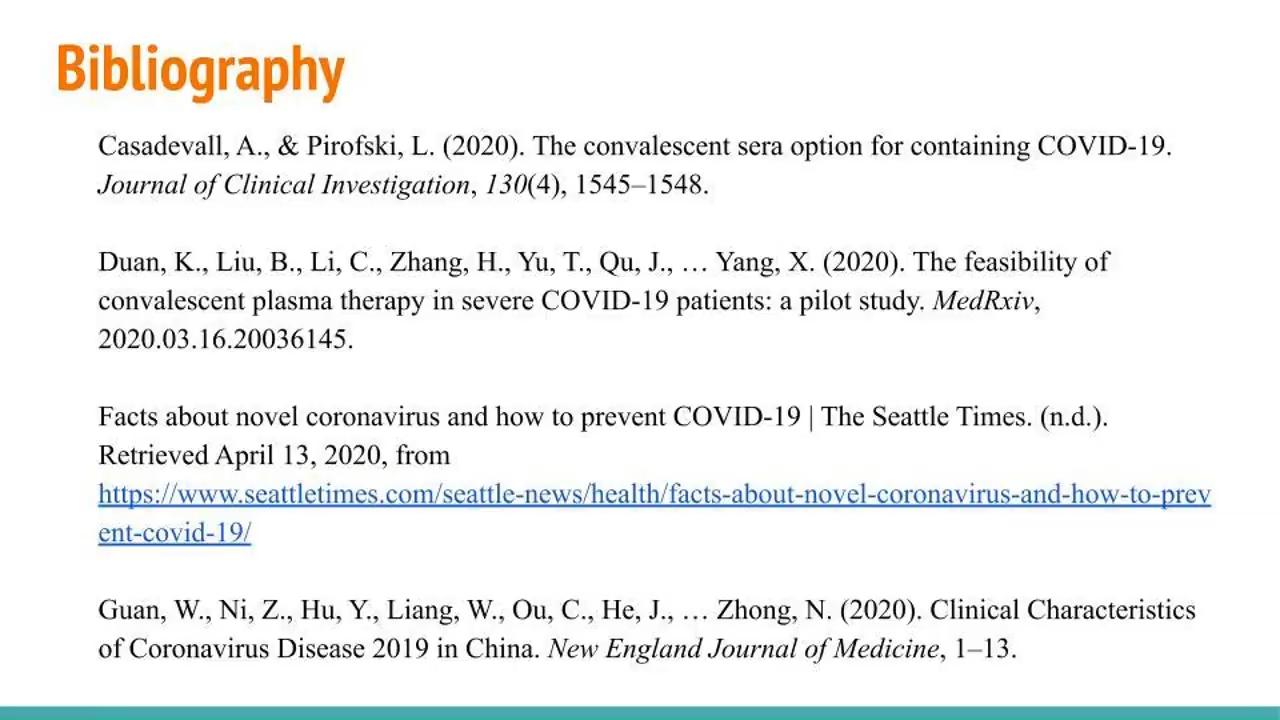 Bibliography
Casadevall, A., & Pirofski, L. (2020). The convalescent sera option for containing COVID-19.
Journal of Clinical Investigation, 130(4), 1545–1548.
Duan, K., Liu, B., Li, C., Zhang, H., Yu, T., Qu, J., … Yang, X. (2020). The feasibility of
convalescent plasma therapy in severe COVID-19 patients: a pilot study. MedRxiv,
2020.03.16.20036145.
Facts about novel coronavirus and how to prevent COVID-19 | The Seattle Times. (n.d.).
Retrieved April 13, 2020, from
https://www.seattletimes.com/seattle-news/health/facts-about-novel-coronavirus-and-how-to-prev
ent-covid-19/
Guan, W., Ni, Z., Hu, Y., Liang, W., Ou, C., He, J., … Zhong, N. (2020). Clinical Characteristics
of Coronavirus Disease 2019 in China. New England Journal of Medicine, 1–13.